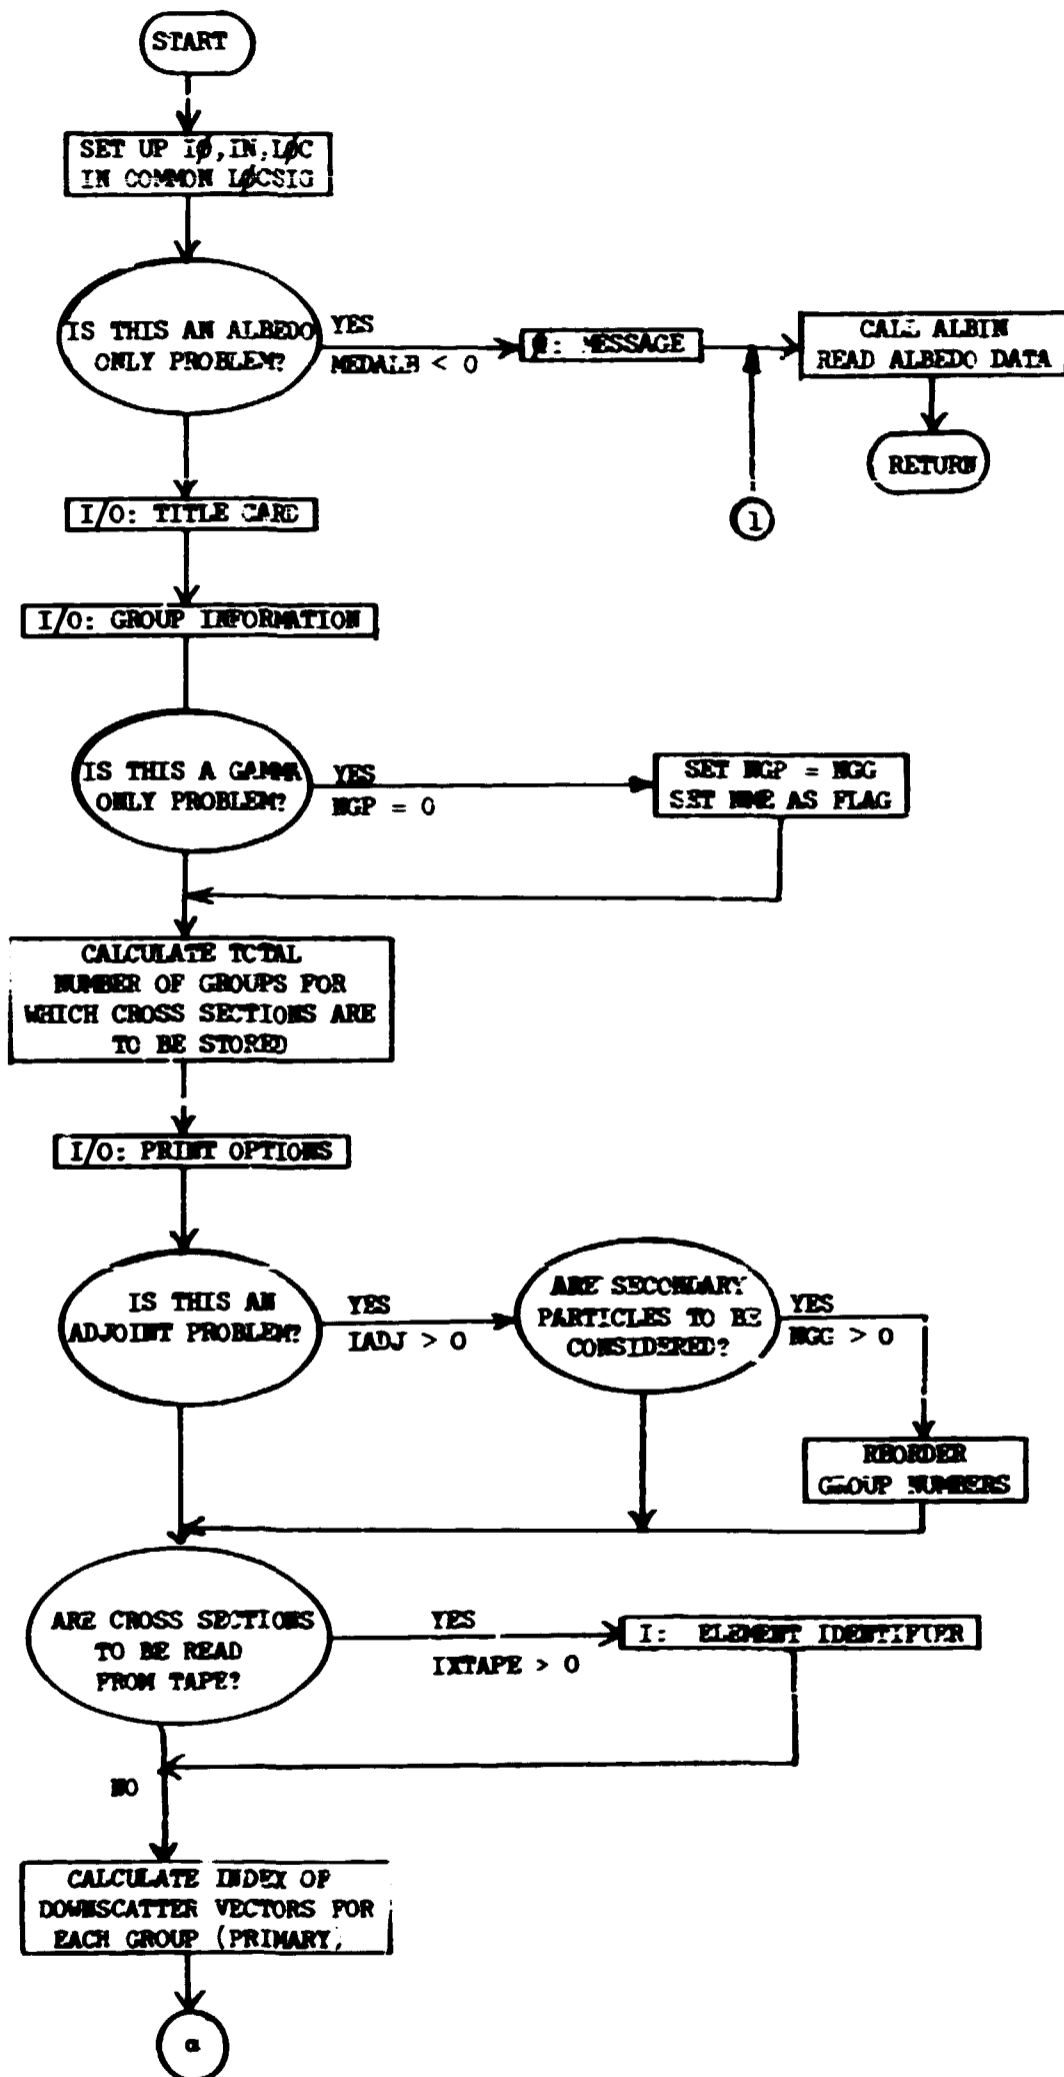 START
SET UP IØ, IN, LØC
IN COMMON LØCSIG
IS THIS AN ALBEDO
ONLY PROBLEM?
YES
MEDALB < 0
Ø: MESSAGE
CALL ALBIN
READ ALBEDO DATA
RETURN
1
I/O: TITLE CARD
I/O: GROUP INFORMATION
IS THIS A GAMMA
ONLY PROBLEM?
YES
NGP = 0
SET NGP = NGG
SET NME AS FLAG
CALCULATE TOTAL
NUMBER OF GROUPS FOR
WHICH CROSS SECTIONS ARE
TO BE STORED
I/O: PRINT OPTIONS
IS THIS AN
ADJOINT PROBLEM?
YES
IADJ > 0
ARE SECONDARY
PARTICLES TO BE
CONSIDERED?
YES
NGG > 0
REORDER
GROUP NUMBERS
ARE CROSS SECTIONS
TO BE READ
FROM TAPE?
YES
IXTAPE > 0
I: ELEMENT IDENTIFIER
NO
CALCULATE INDEX OF
DOWNSCATTER VECTORS FOR
EACH GROUP (PRIMARY)
α